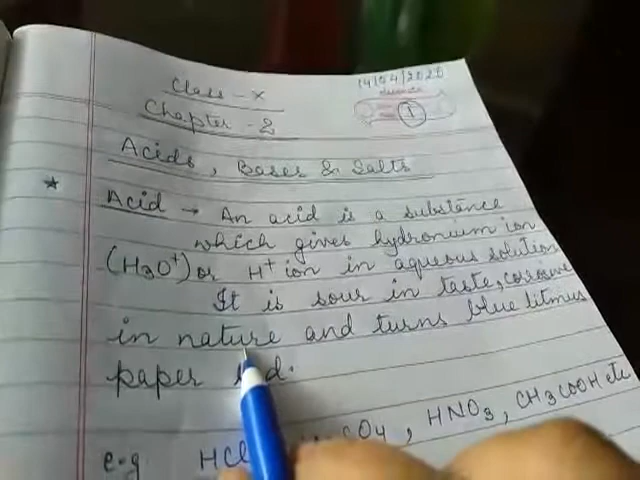 Class - X
14/04/2020
Chapter - 2
1
Acids, Bases & Salts
* Acid → An acid is a substance
which gives hydronium ion
(H3O+) or H+ ion in aqueous solution
It is sour in taste, corrosive
in nature and turns blue litmus
paper red.
e.g HCl, CO4, HNO3, CH3COOH etc